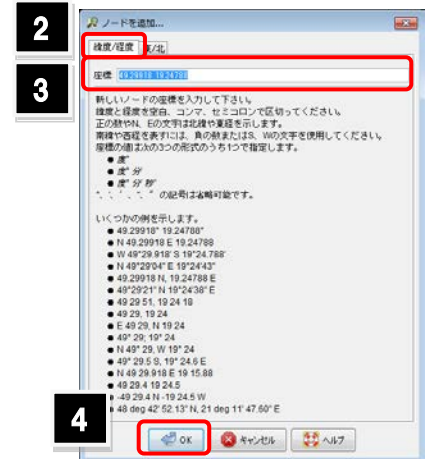 2
ノードを追加...
緯度/経度 東/北
3
座標: 49.29918 19.24788
新しいノードの座標を入力して下さい。
緯度と経度を空白、コンマ、セミコロンで区切ってください。
正の数やN、Eの文字は北緯や東経を示します。
南緯や西経を表すには、負の数またはS、Wの文字を使用してください。
座標の値は次の3つの形式のうち1つで指定します。
● 度°
● 度° 分'
● 度° 分' 秒"
°, ', ′, ″, " の記号は省略可能です。
いくつかの例を示します。
● 49.29918° 19.24788°
● N 49.29918 E 19.24788
● W 49°29.918' S 19°24.788'
● N 49°29'04" E 19°24'43"
● 49.29918 N, 19.24788 E
● 49°29'21" N 19°24'38" E
● 49 29 51, 19 24 18
● 49 29, 19 24
● E 49 29, N 19 24
● 49° 29; 19° 24
● N 49° 29, W 19° 24
● 49° 29.5 S, 19° 24.6 E
● N 49 29.918 E 19 15.88
● 49 29.4 19 24.5
● -49 29.4 N -19 24.5 W
● 48 deg 42' 52.13" N, 21 deg 11' 47.60" E
4
OK キャンセル ヘルプ